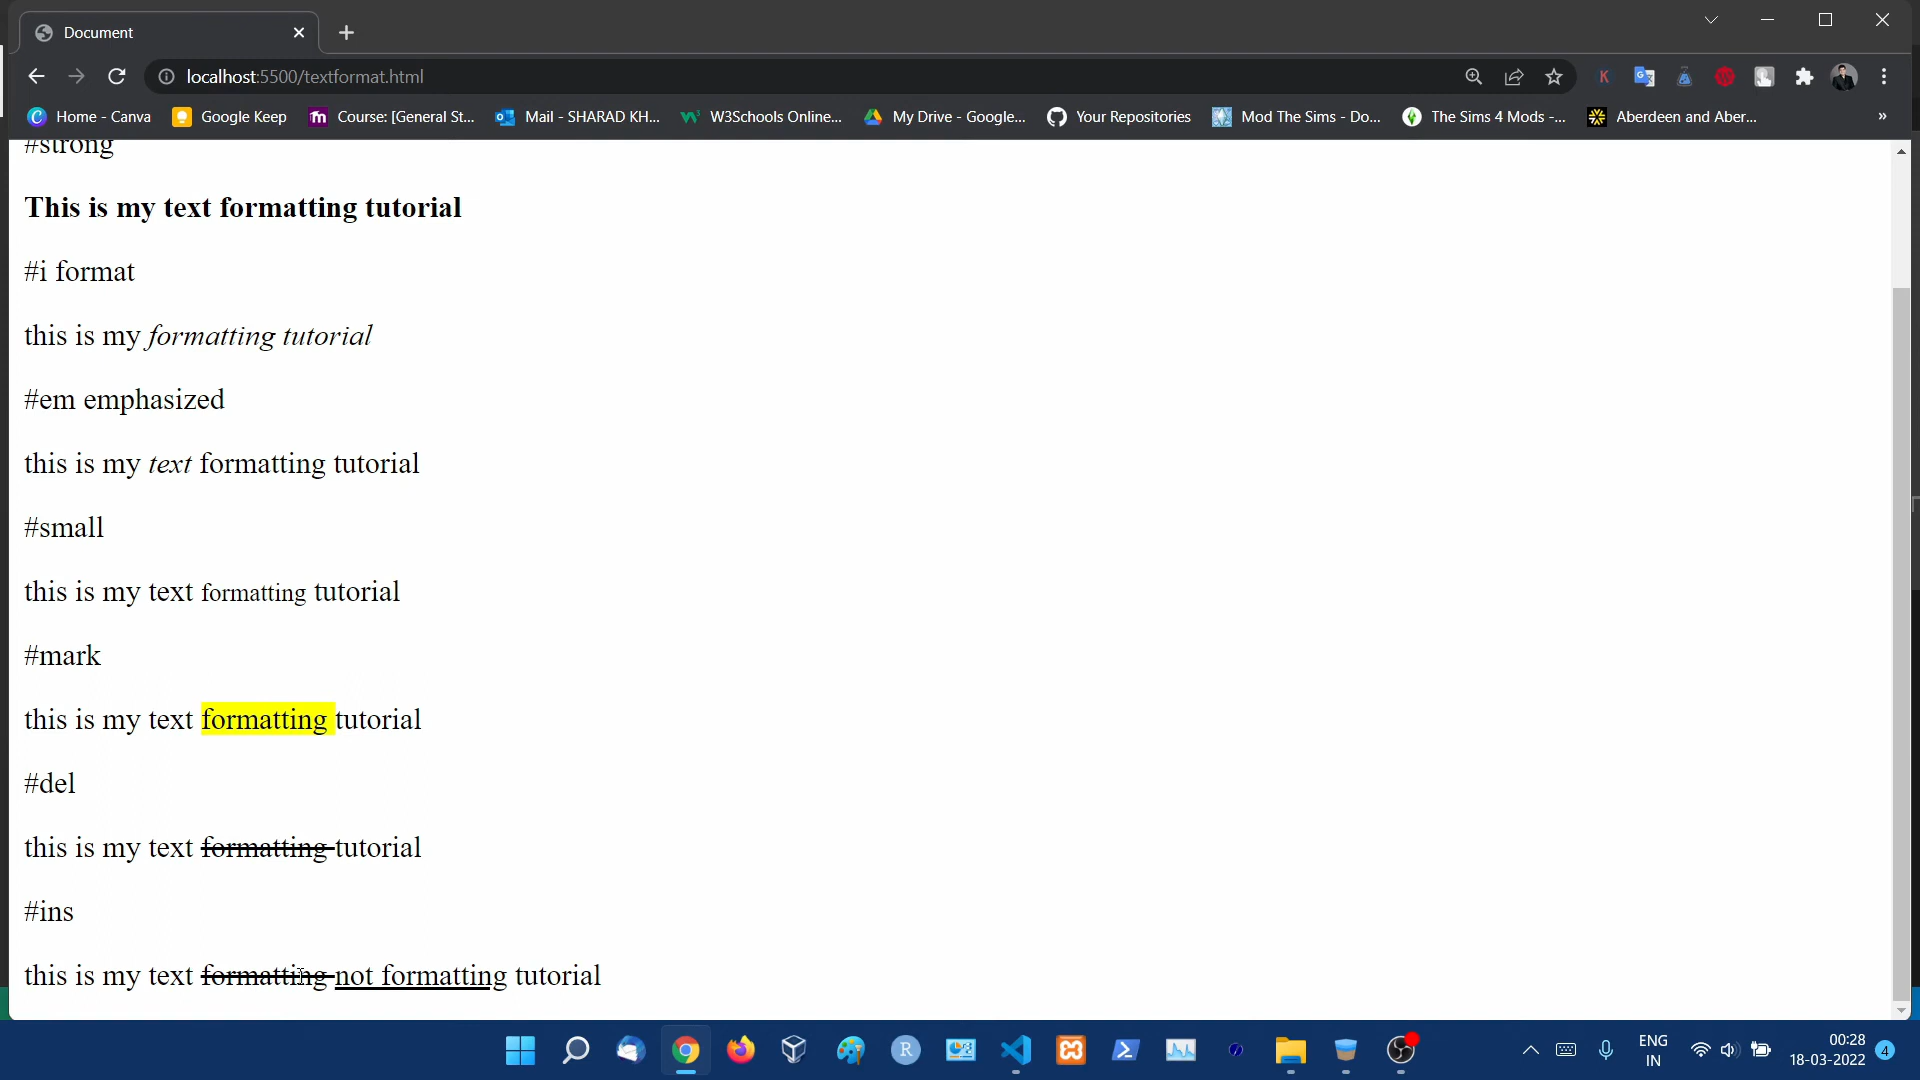 Document
localhost:5500/textformat.html
K
Home - Canva
Google Keep
m Course: [General St...
Mail - SHARAD KH...
W3Schools Online...
My Drive - Google...
Your Repositories
Mod The Sims - Do...
The Sims 4 Mods -...
Aberdeen and Aber...
»
#strong
This is my text formatting tutorial
#i format
this is my formatting tutorial
#em emphasized
this is my text formatting tutorial
#small
this is my text formatting tutorial
#mark
this is my text formatting tutorial
#del
this is my text formatting tutorial
#ins
this is my text formatting not formatting tutorial
R
ENG
IN
00:28
18-03-2022
4